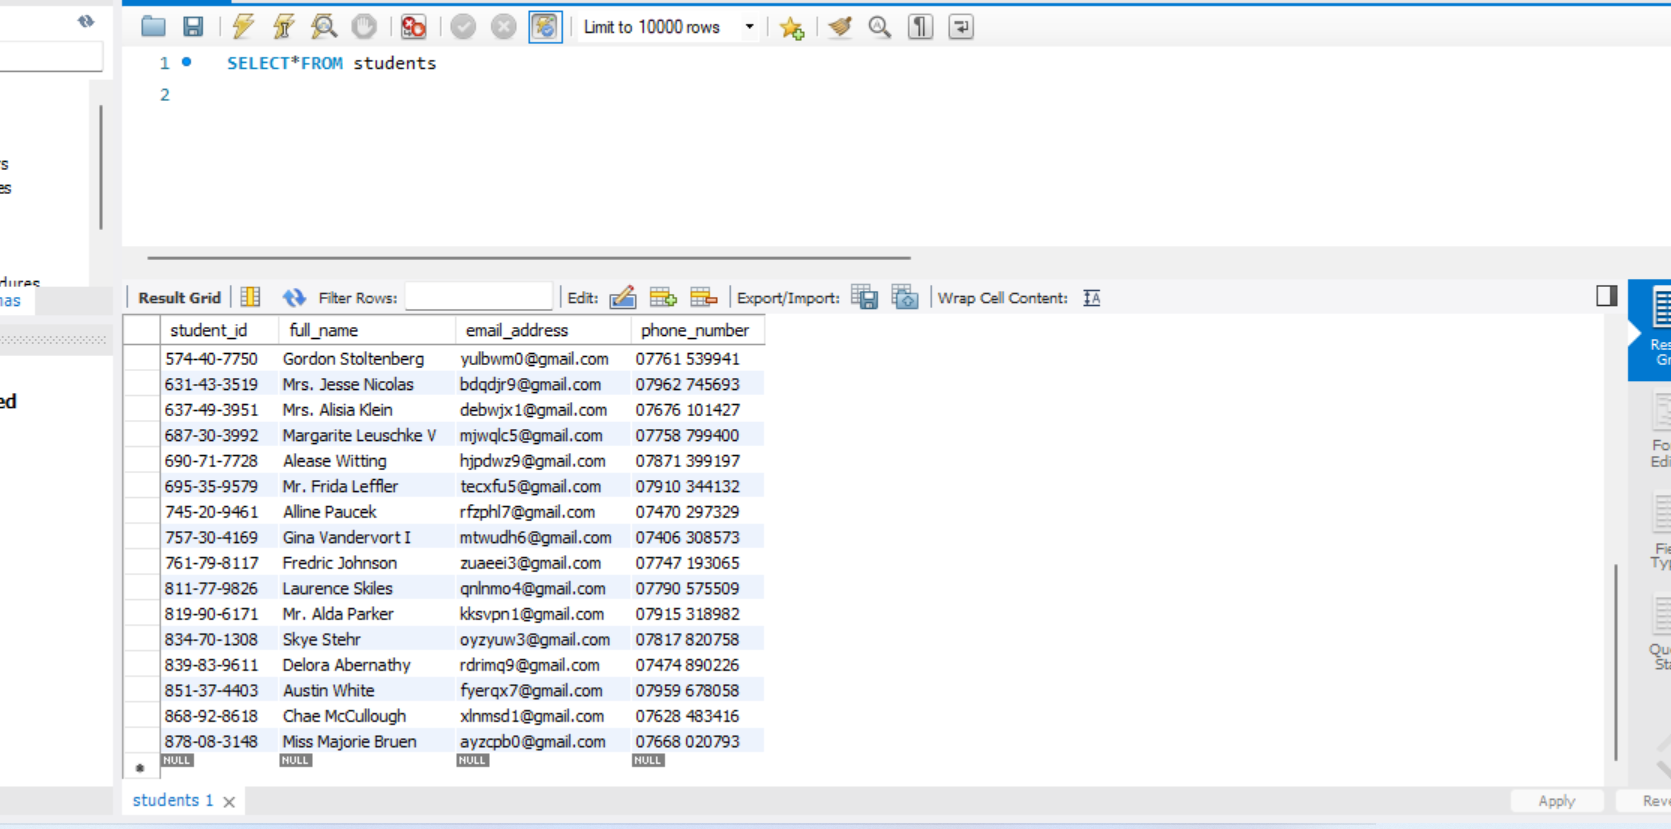 Limit to 10000 rows
1 SELECT*FROM students
2
s
es
dures
nas
ed
Result Grid Filter Rows: Edit: Export/Import: Wrap Cell Content:
student_id full_name email_address phone_number
574-40-7750 Gordon Stoltenberg yulbwm0@gmail.com 07761 539941
631-43-3519 Mrs. Jesse Nicolas bdqdjr9@gmail.com 07962 745693
637-49-3951 Mrs. Alisia Klein debwjx1@gmail.com 07676 101427
687-30-3992 Margarite Leuschke V mjwqlc5@gmail.com 07758 799400
690-71-7728 Alease Witting hjpdwz9@gmail.com 07871 399197
695-35-9579 Mr. Frida Leffler tecxfu5@gmail.com 07910 344132
745-20-9461 Alline Paucek rfzphl7@gmail.com 07470 297329
757-30-4169 Gina Vandervort I mtwudh6@gmail.com 07406 308573
761-79-8117 Fredric Johnson zuaeei3@gmail.com 07747 193065
811-77-9826 Laurence Skiles qnlnmo4@gmail.com 07790 575509
819-90-6171 Mr. Alda Parker kksvpn1@gmail.com 07915 318982
834-70-1308 Skye Stehr oyzyuw3@gmail.com 07817 820758
839-83-9611 Delora Abernathy rdrimq9@gmail.com 07474 890226
851-37-4403 Austin White fyerqx7@gmail.com 07959 678058
868-92-8618 Chae McCullough xlnmsd1@gmail.com 07628 483416
878-08-3148 Miss Majorie Bruen ayzcpb0@gmail.com 07668 020793
NULL NULL NULL NULL
Res
Gr
Fo
Edi
Fie
Typ
Que
Sta
students 1
Apply
Reve